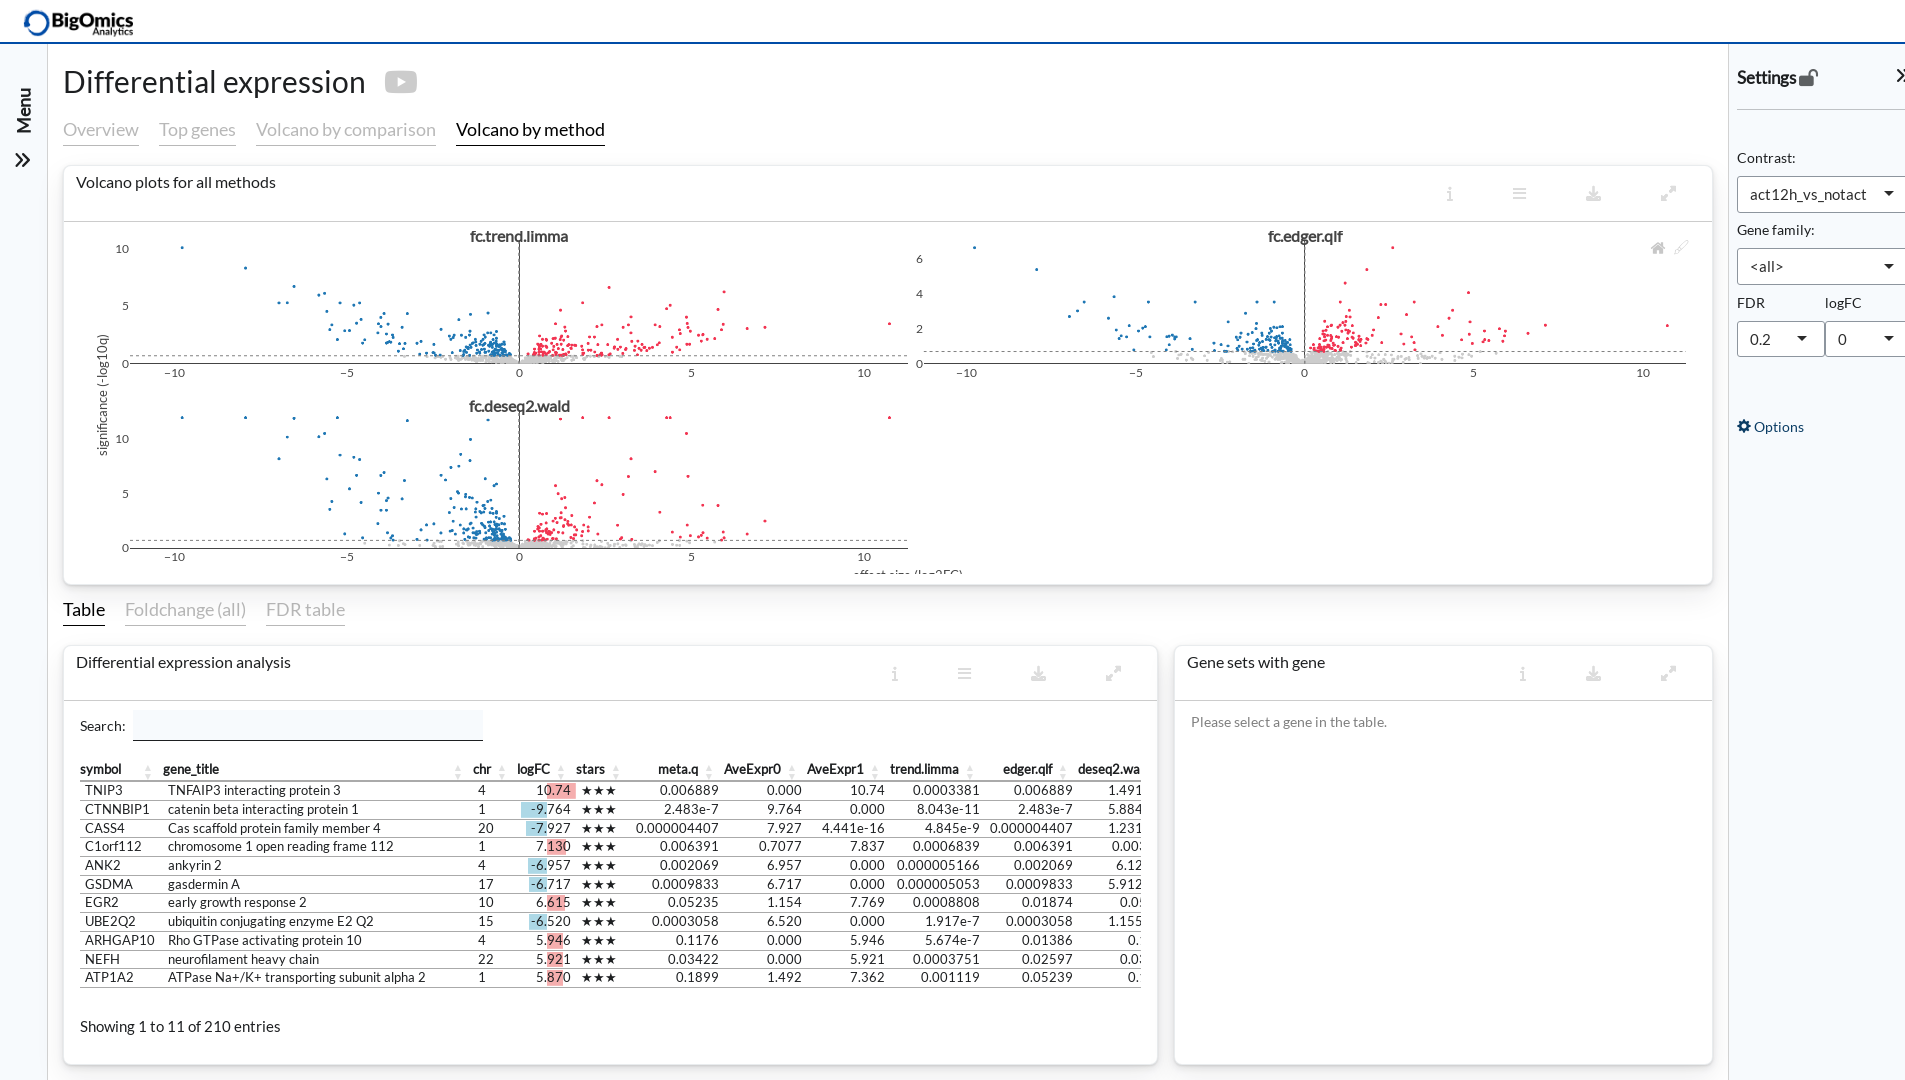 BigOmics
Analytics
Menu
Differential expression
Overview Top genes Volcano by comparison Volcano by method
Volcano plots for all methods
fc.trend.limma
fc.edger.qlf
10
5
0
−10 −5 0 5 10
6
4
2
0
−10 −5 0 5 10
significance (-log10q)
fc.deseq2.wald
10
5
0
−10 −5 0 5 10
effect size (log2FC)
Table Foldchange (all) FDR table
Differential expression analysis
Search:
symbol gene_title chr logFC stars meta.q AveExpr0 AveExpr1 trend.limma edger.qlf deseq2.wa
TNIP3 TNFAIP3 interacting protein 3 4 10.74 ★★★ 0.006889 0.000 10.74 0.0003381 0.006889 1.491
CTNNBIP1 catenin beta interacting protein 1 1 -9.764 ★★★ 2.483e-7 9.764 0.000 8.043e-11 2.483e-7 5.884
CASS4 Cas scaffold protein family member 4 20 -7.927 ★★★ 0.000004407 7.927 4.441e-16 4.845e-9 0.000004407 1.231
C1orf112 chromosome 1 open reading frame 112 1 7.130 ★★★ 0.006391 0.7077 7.837 0.0006839 0.006391 0.00
ANK2 ankyrin 2 4 -6.957 ★★★ 0.002069 6.957 0.000 0.000005166 0.002069 6.12
GSDMA gasdermin A 17 -6.717 ★★★ 0.0009833 6.717 0.000 0.000005053 0.0009833 5.912
EGR2 early growth response 2 10 6.615 ★★★ 0.05235 1.154 7.769 0.0008808 0.01874 0.0
UBE2Q2 ubiquitin conjugating enzyme E2 Q2 15 -6.520 ★★★ 0.0003058 6.520 0.000 1.917e-7 0.0003058 1.155
ARHGAP10 Rho GTPase activating protein 10 4 5.946 ★★★ 0.1176 0.000 5.946 5.674e-7 0.01386 0.
NEFH neurofilament heavy chain 22 5.921 ★★★ 0.03422 0.000 5.921 0.0003751 0.02597 0.0
ATP1A2 ATPase Na+/K+ transporting subunit alpha 2 1 5.870 ★★★ 0.1899 1.492 7.362 0.001119 0.05239 0.
Showing 1 to 11 of 210 entries
Gene sets with gene
Please select a gene in the table.
Settings
Contrast:
act12h_vs_notact
Gene family:
<all>
FDR logFC
0.2 0
Options